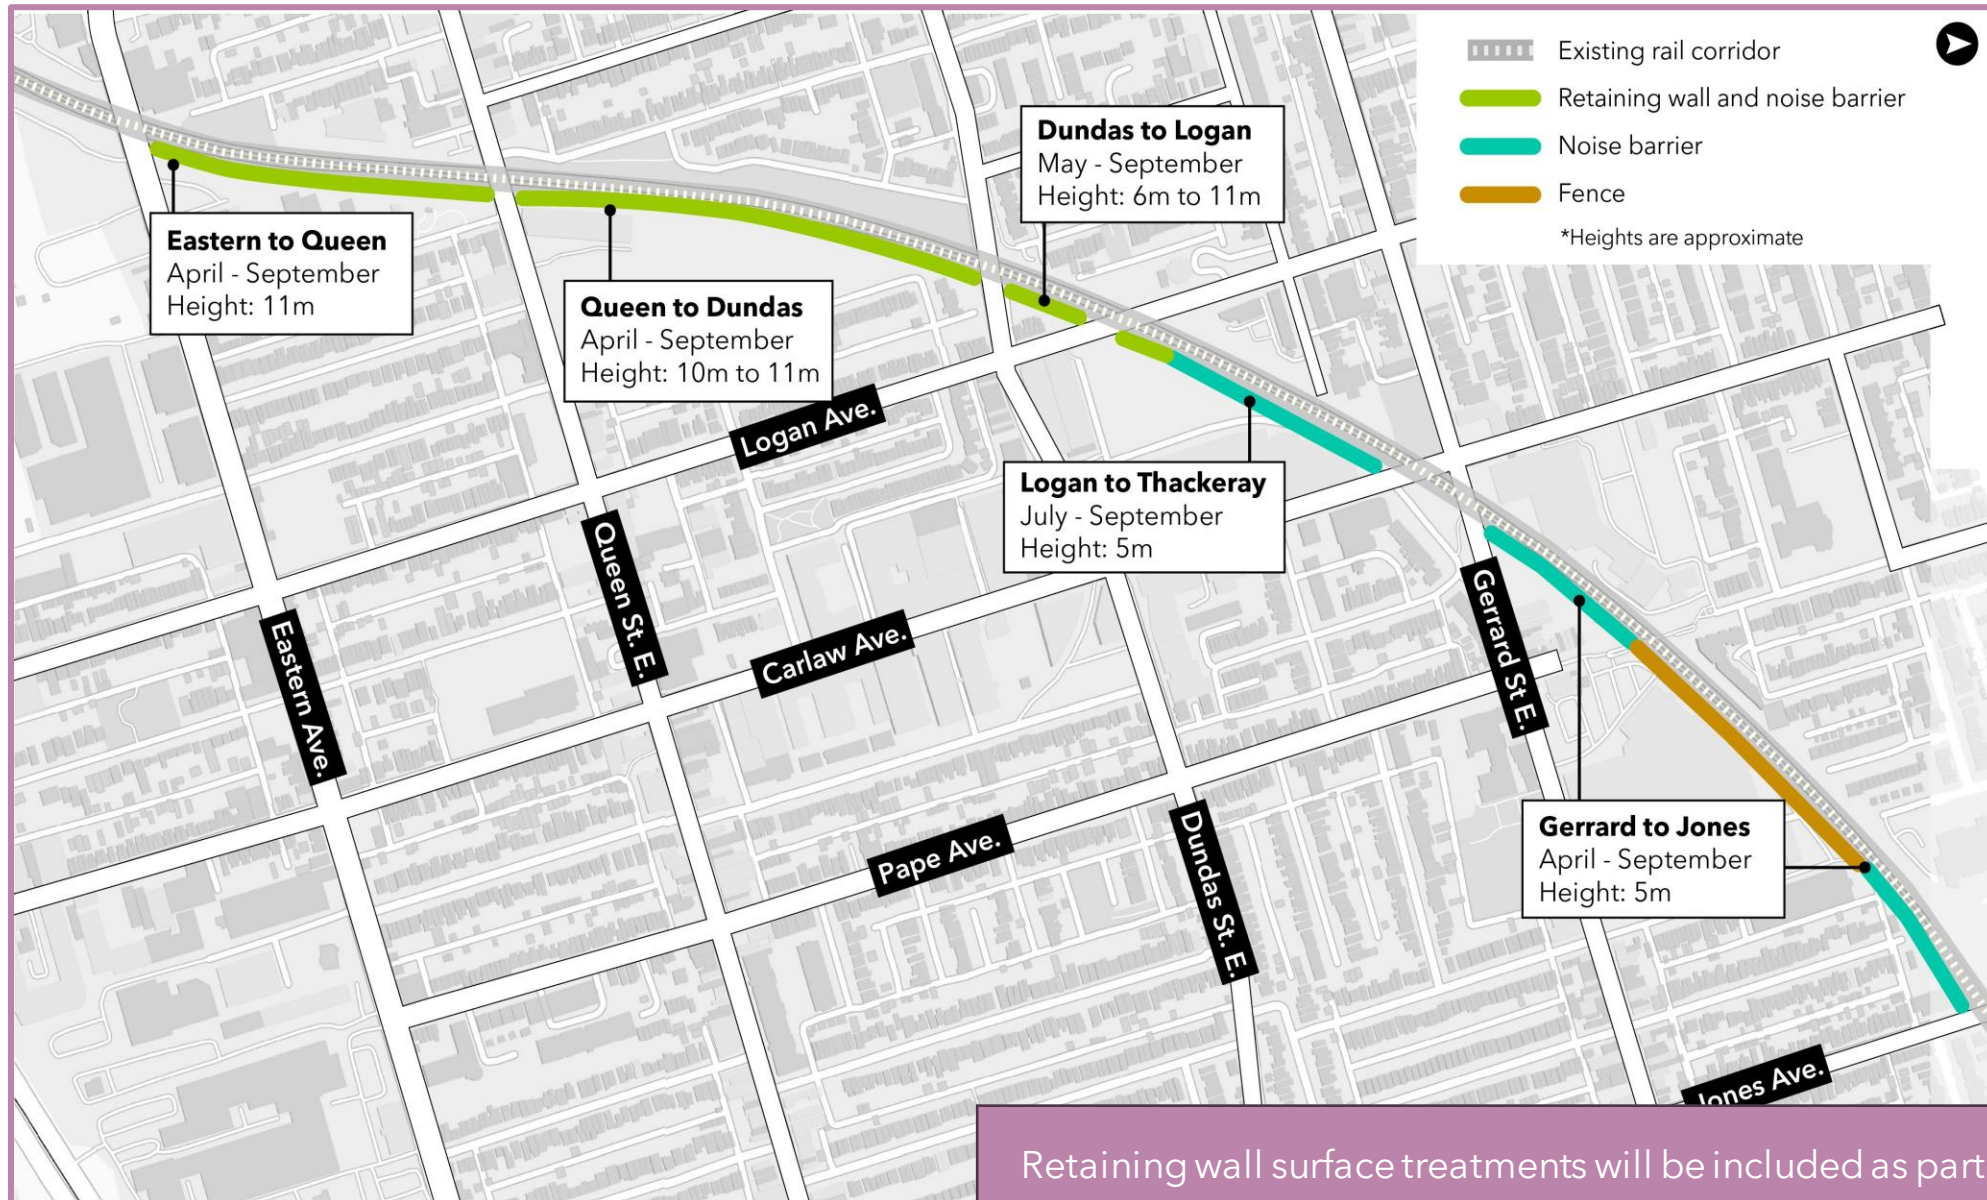 Existing rail corridor
Retaining wall and noise barrier
Noise barrier
Fence
*Heights are approximate
Dundas to Logan
May - September
Height: 6m to 11m
Eastern to Queen
April - September
Height: 11m
Queen to Dundas
April - September
Height: 10m to 11m
Logan Ave.
Logan to Thackeray
July - September
Height: 5m
Queen St. E.
Eastern Ave.
Carlaw Ave.
Gerrard St E.
Pape Ave.
Dundas St. E.
Gerrard to Jones
April - September
Height: 5m
Jones Ave.
Retaining wall surface treatments will be included as part